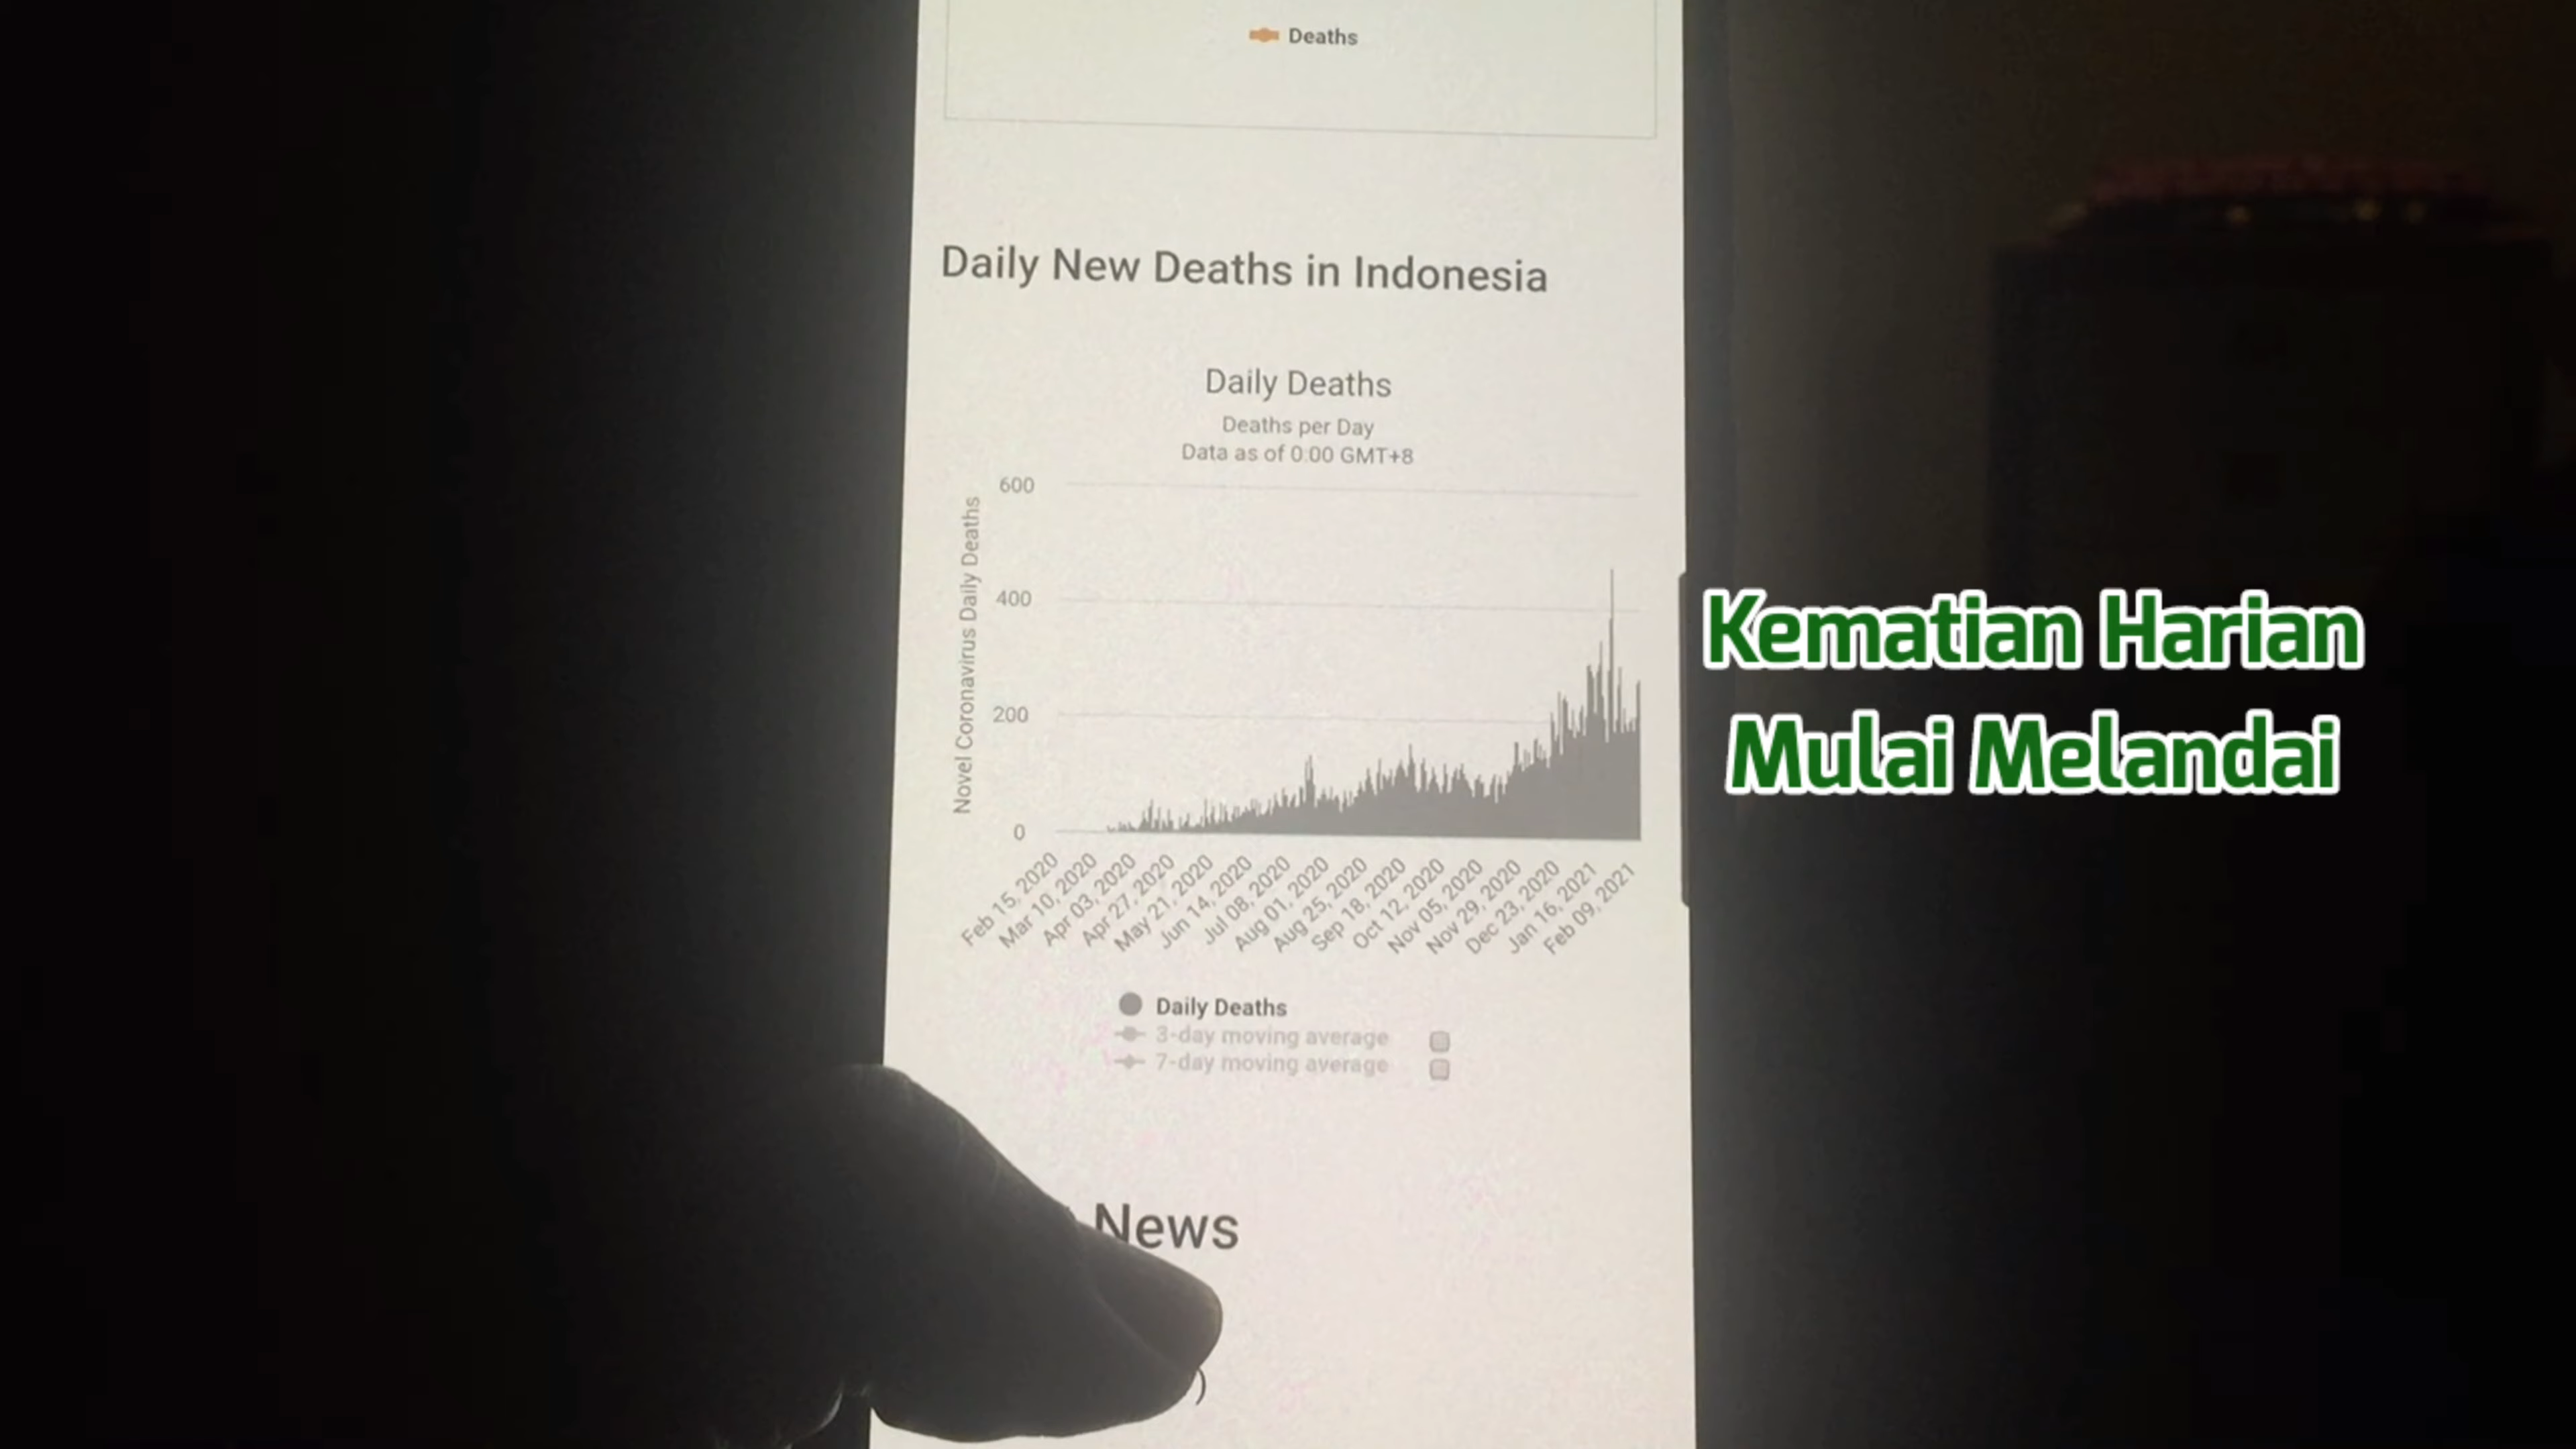 Deaths
Daily New Deaths in Indonesia
Daily Deaths
Deaths per Day
Data as of 0:00 GMT+8
Novel Coronavirus Daily Deaths
600
400
200
0
Feb 15, 2020
Mar 10, 2020
Apr 03, 2020
Apr 27, 2020
May 21, 2020
Jun 14, 2020
Jul 08, 2020
Aug 01, 2020
Aug 25, 2020
Sep 18, 2020
Oct 12, 2020
Nov 05, 2020
Nov 29, 2020
Dec 23, 2020
Jan 16, 2021
Feb 09, 2021
Daily Deaths
3-day moving average
7-day moving average
Kematian Harian
Mulai Melandai
News
)